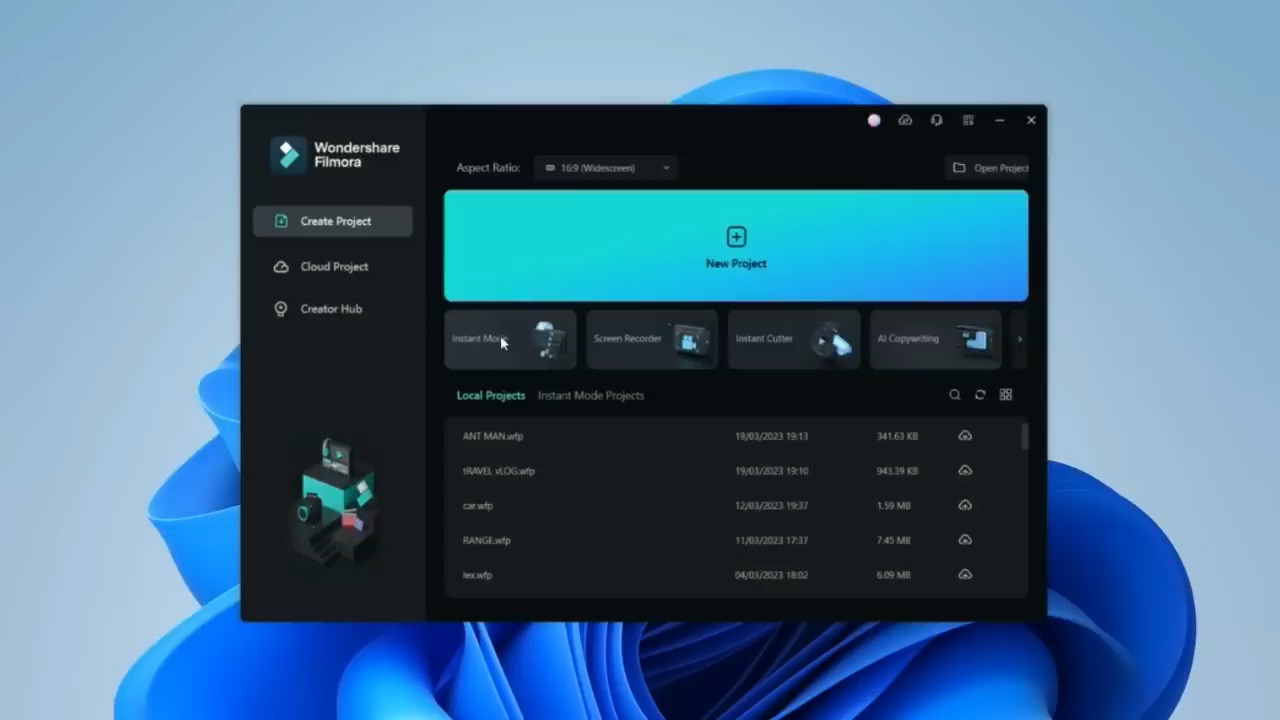 Wondershare
Filmora
Aspect Ratio:
16:9 (Widescreen)
Open Project
Create Project
Cloud Project
Creator Hub
New Project
Instant Mode
Screen Recorder
Instant Cutter
AI Copywriting
Local Projects
Instant Mode Projects
ANT MAN.wfp 19/03/2023 19:13 341.63 KB
tRAVEL vLOG.wfp 19/03/2023 19:10 943.39 KB
car.wfp 12/03/2023 19:37 1.59 MB
RANGE.wfp 11/03/2023 17:37 7.45 MB
lex.wfp 04/03/2023 18:02 6.09 MB